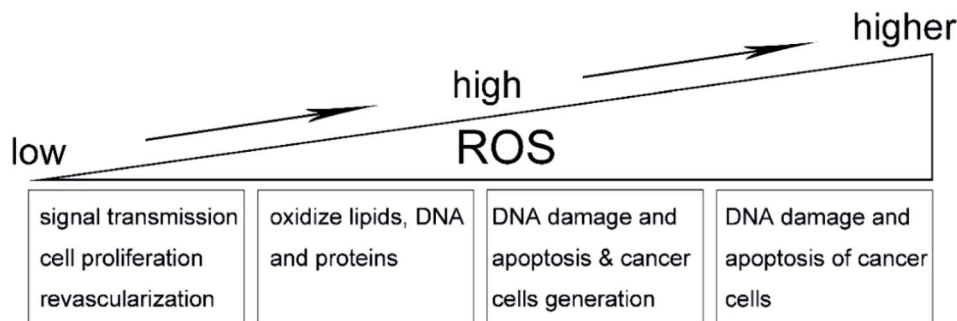 higher
high
low
ROS
signal transmission
cell proliferation
revascularization
oxidize lipids, DNA
and proteins
DNA damage and
apoptosis & cancer
cells generation
DNA damage and
apoptosis of cancer
cells